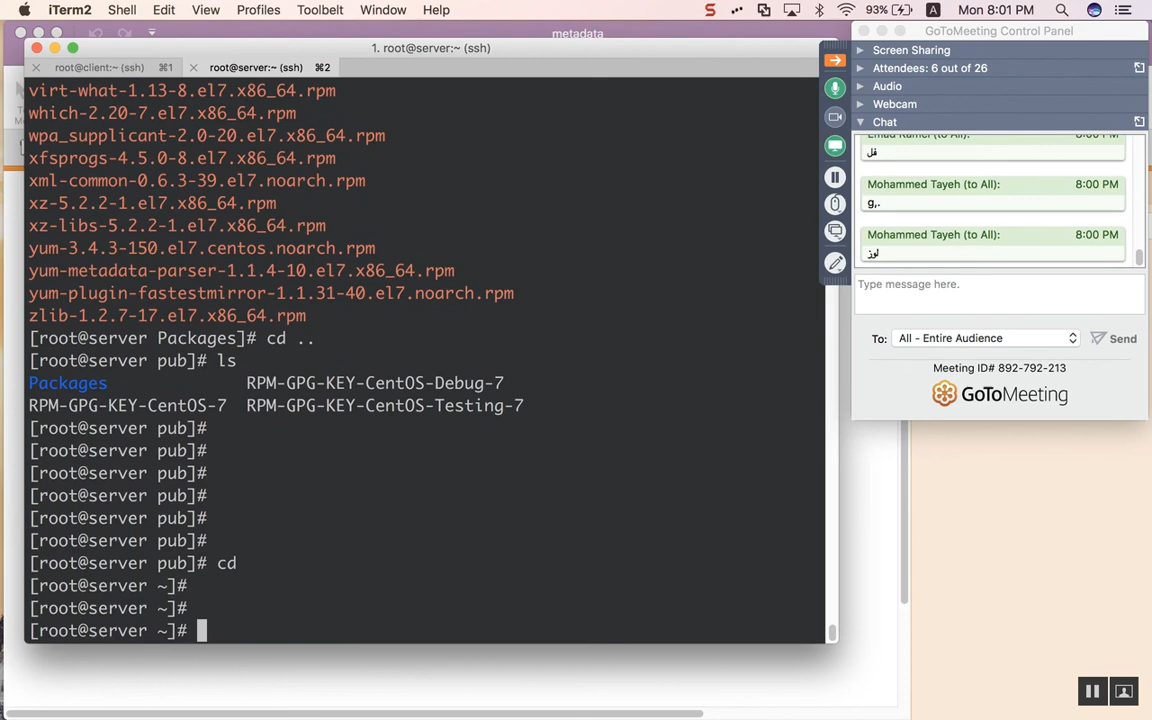 iTerm2 Shell Edit View Profiles Toolbelt Window Help 93% A Mon 8:01 PM
metadata
1. root@server:~ (ssh)
root@client:~ (ssh) ⌘1 root@server:~ (ssh) ⌘2
virt-what-1.13-8.el7.x86_64.rpm
which-2.20-7.el7.x86_64.rpm
wpa_supplicant-2.0-20.el7.x86_64.rpm
xfsprogs-4.5.0-8.el7.x86_64.rpm
xml-common-0.6.3-39.el7.noarch.rpm
xz-5.2.2-1.el7.x86_64.rpm
xz-libs-5.2.2-1.el7.x86_64.rpm
yum-3.4.3-150.el7.centos.noarch.rpm
yum-metadata-parser-1.1.4-10.el7.x86_64.rpm
yum-plugin-fastestmirror-1.1.31-40.el7.noarch.rpm
zlib-1.2.7-17.el7.x86_64.rpm
[root@server Packages]# cd ..
[root@server pub]# ls
Packages RPM-GPG-KEY-CentOS-Debug-7
RPM-GPG-KEY-CentOS-7 RPM-GPG-KEY-CentOS-Testing-7
[root@server pub]#
[root@server pub]#
[root@server pub]#
[root@server pub]#
[root@server pub]#
[root@server pub]#
[root@server pub]# cd
[root@server ~]#
[root@server ~]#
[root@server ~]#
GoToMeeting Control Panel
Screen Sharing
Attendees: 6 out of 26
Audio
Webcam
Chat
Emad Kamel (to All): 8:00 PM
فل
Mohammed Tayeh (to All): 8:00 PM
g,.
Mohammed Tayeh (to All): 8:00 PM
لوز
Type message here.
To: All - Entire Audience Send
Meeting ID# 892-792-213
GoToMeeting